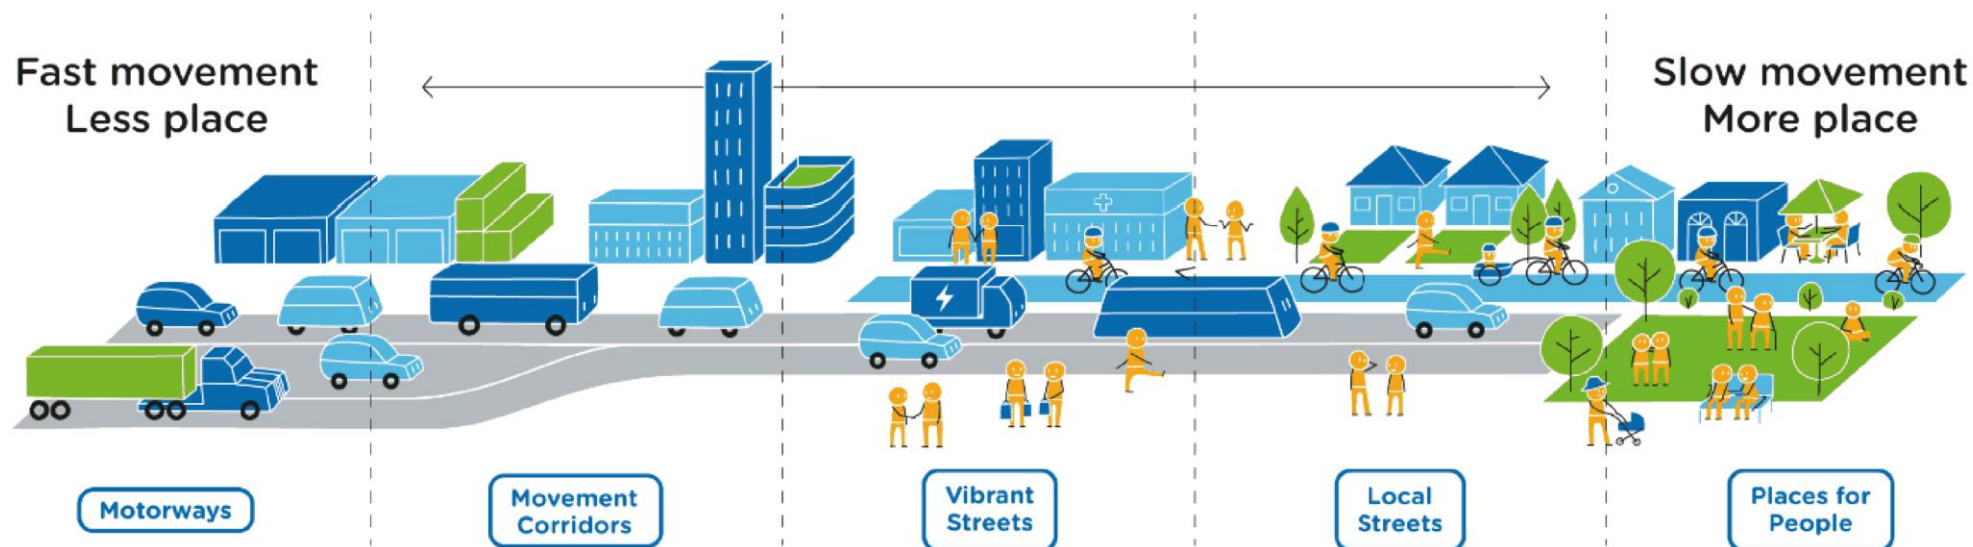 Fast movement
Less place
Slow movement
More place
Motorways
Movement
Corridors
Vibrant
Streets
Local
Streets
Places for
People